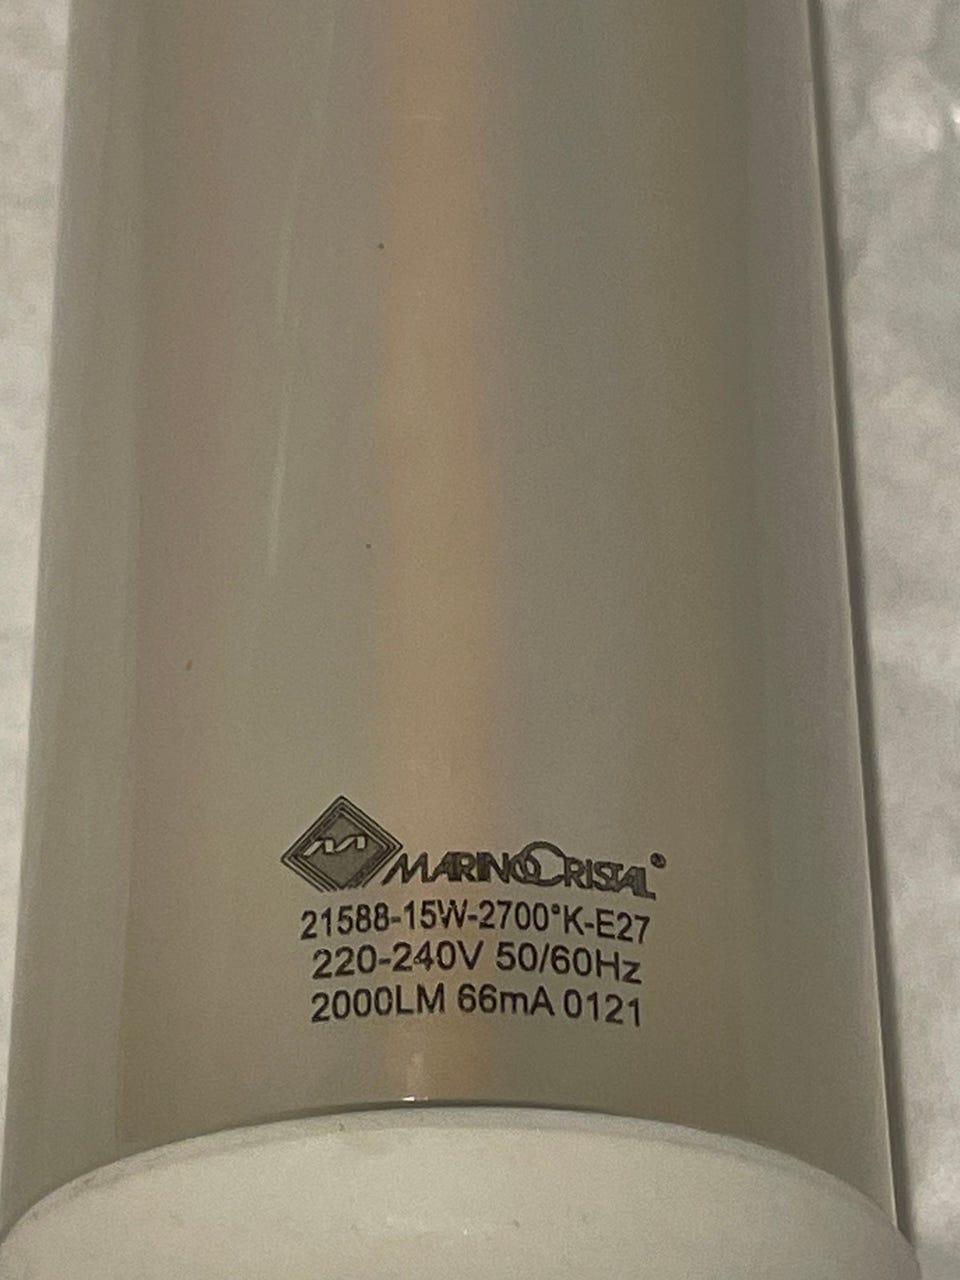 MARINOCRISTAL®
21588-15W-2700°K-E27
220-240V 50/60Hz
2000LM 66mA 0121